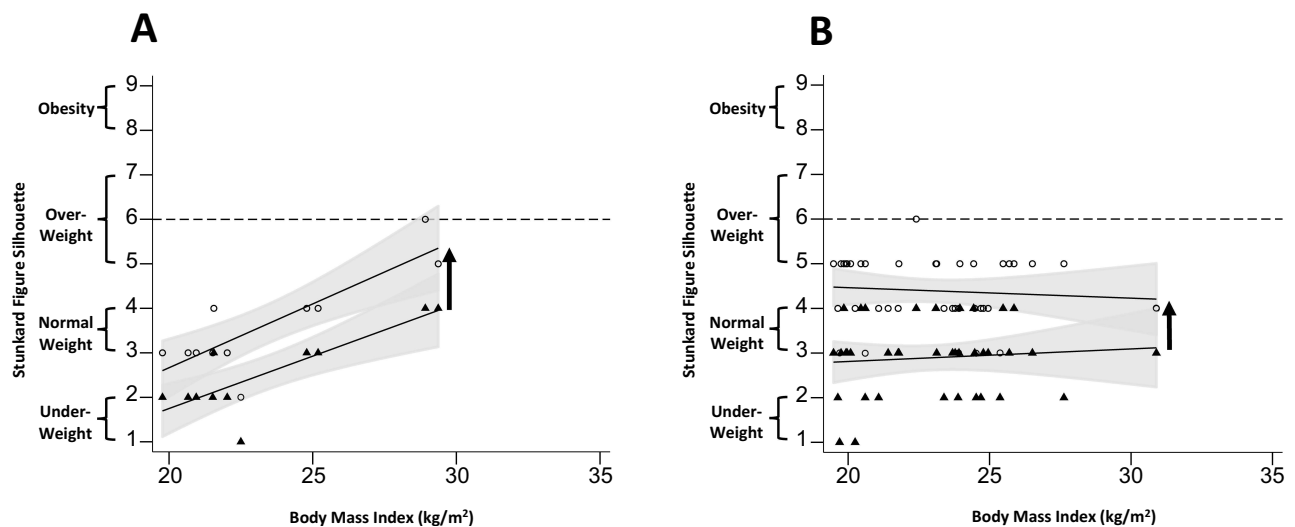 A
Stunkard Figure Silhouette
Obesity
Over-
Weight
Normal
Weight
Under-
Weight
9
8
7
6
5
4
3
2
1
20 25 30 35
Body Mass Index (kg/m²)
B
Stunkard Figure Silhouette
Obesity
Over-
Weight
Normal
Weight
Under-
Weight
9
8
7
6
5
4
3
2
1
20 25 30 35
Body Mass Index (kg/m²)